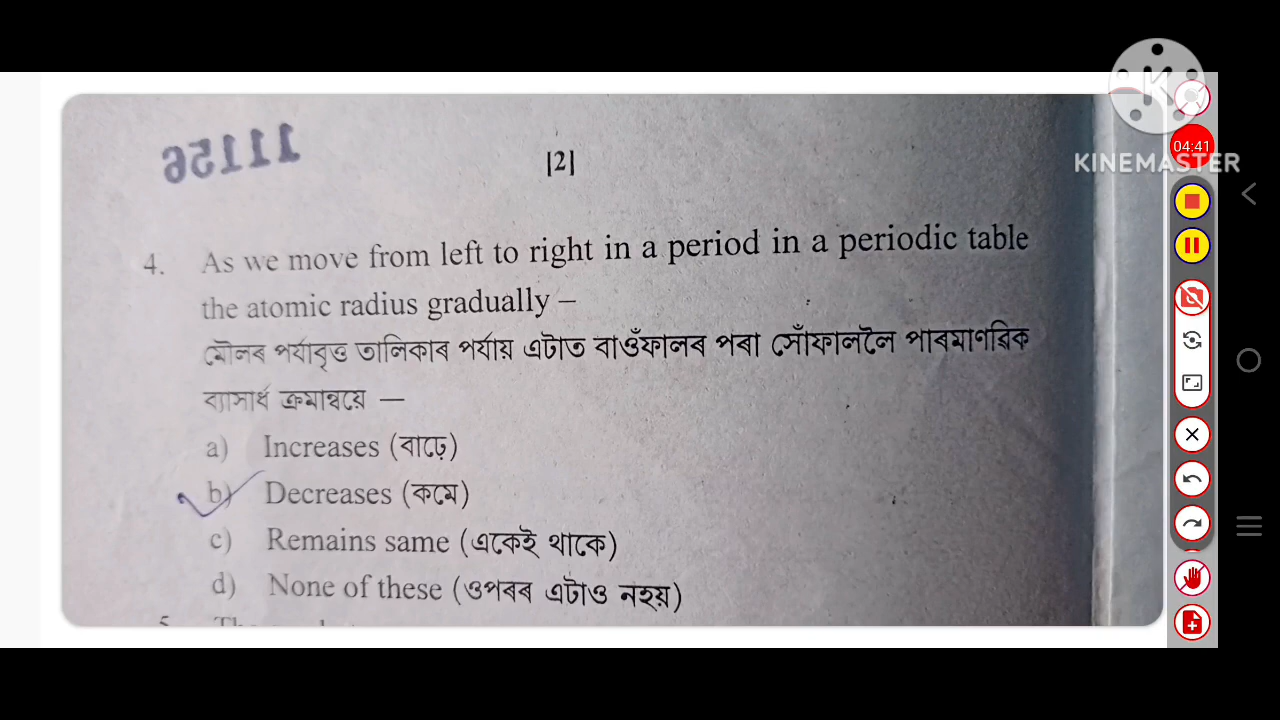 11156
|2|
KINEMASTER
04:41
4. As we move from left to right in a period in a periodic table
the atomic radius gradually –
মৌলৰ পৰ্যাবৃত্ত তালিকাৰ পৰ্যায় এটাত বাওঁফালৰ পৰা সোঁফাললৈ পাৰমাণৱিক
ব্যাসাৰ্ধ ক্ৰমান্বয়ে —
a) Increases (বাঢ়ে)
b) Decreases (কমে)
c) Remains same (একেই থাকে)
d) None of these (ওপৰৰ এটাও নহয়)